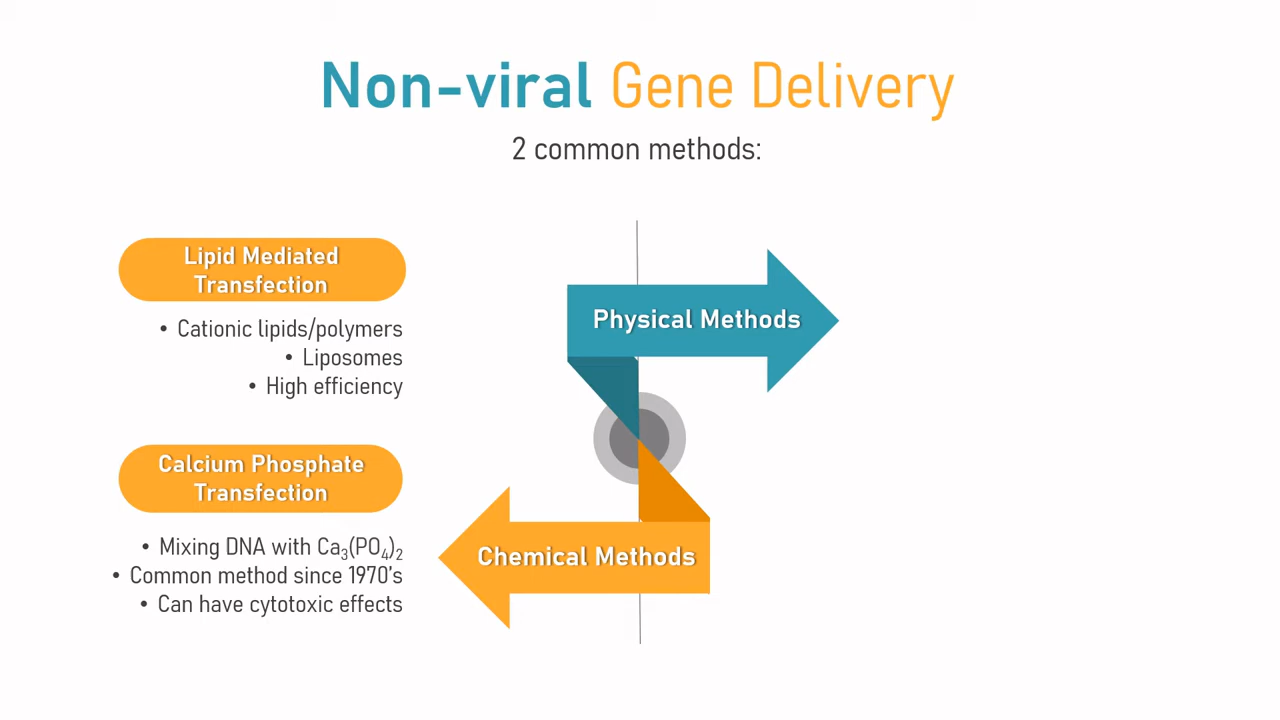 Non-viral Gene Delivery
2 common methods:
Lipid Mediated
Transfection
• Cationic lipids/polymers
• Liposomes
• High efficiency
Calcium Phosphate
Transfection
• Mixing DNA with Ca₃(PO₄)₂
• Common method since 1970's
• Can have cytotoxic effects
Physical Methods
Chemical Methods